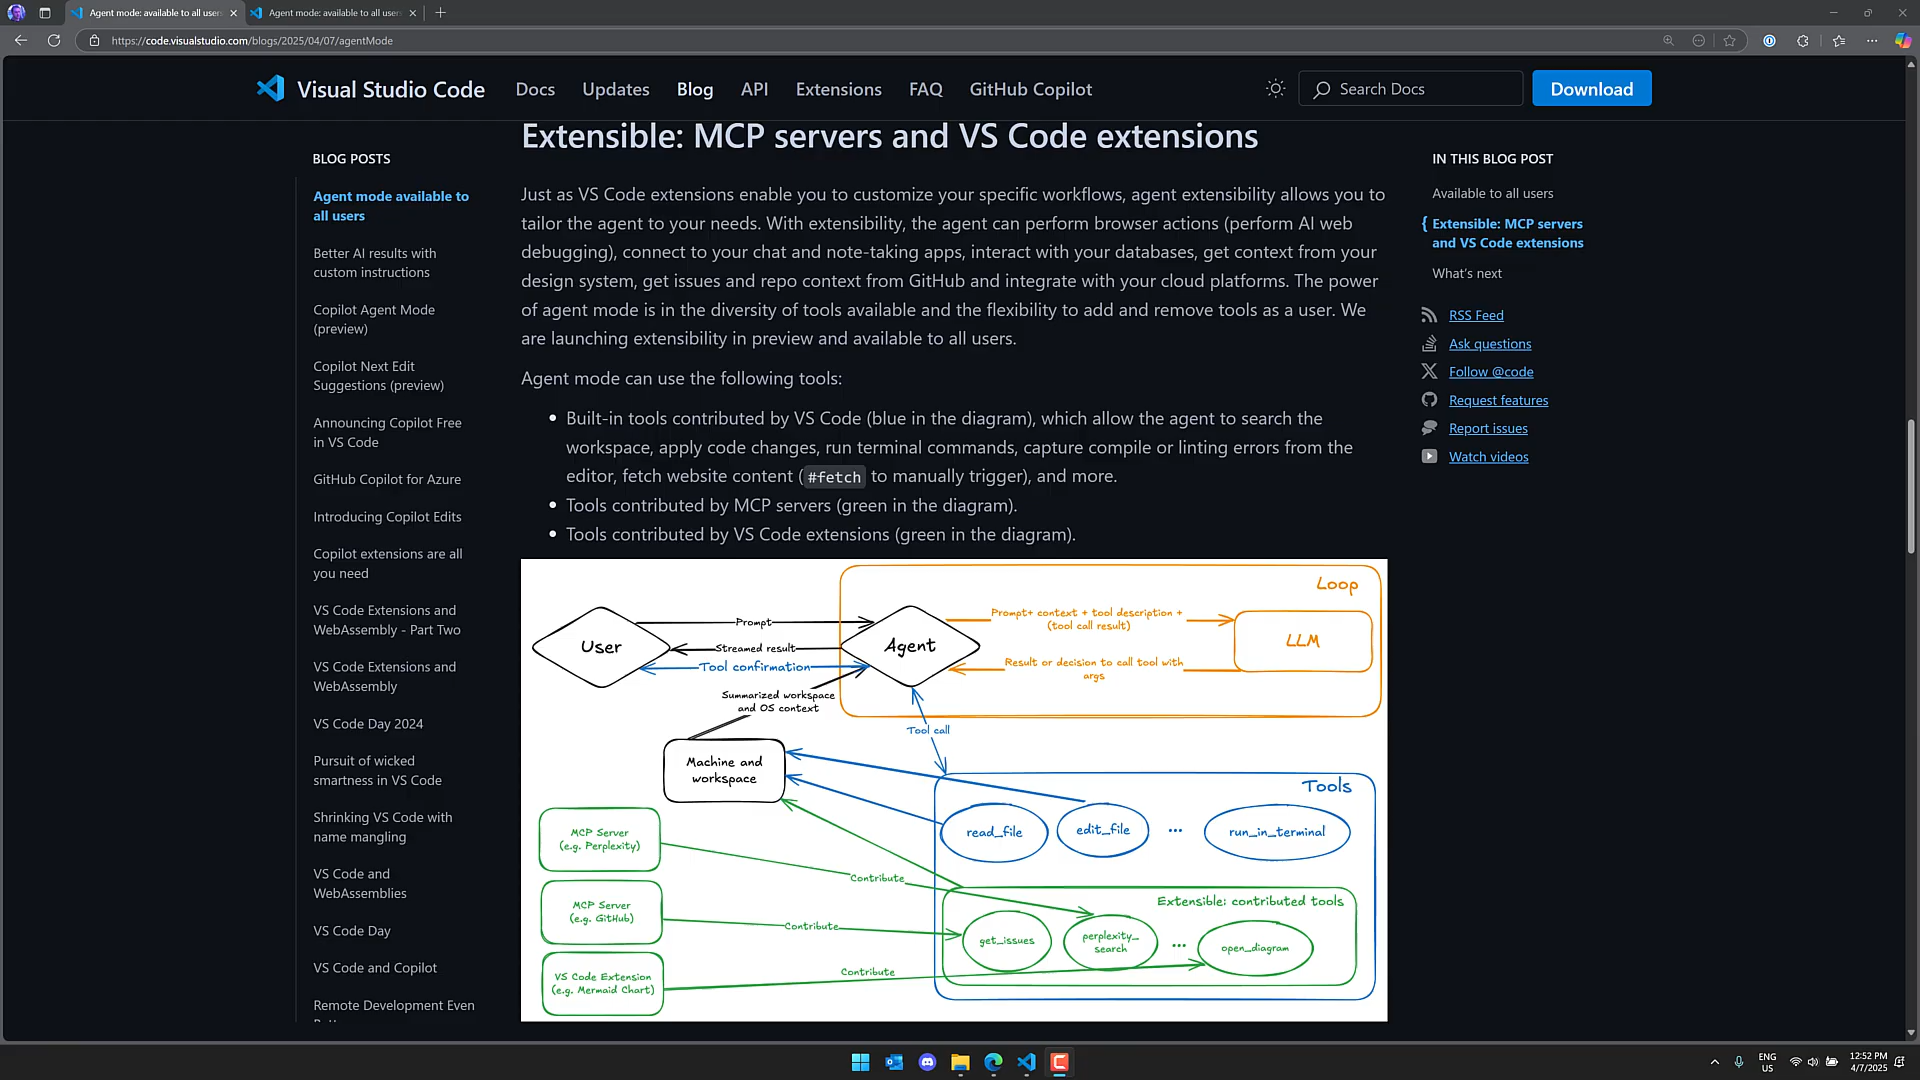 Agent mode: available to all users
Agent mode: available to all users
https://code.visualstudio.com/blogs/2025/04/07/agentMode
Visual Studio Code
Docs
Updates
Blog
API
Extensions
FAQ
GitHub Copilot
Search Docs
Download
BLOG POSTS
Agent mode available to
all users
Better AI results with
custom instructions
Copilot Agent Mode
(preview)
Copilot Next Edit
Suggestions (preview)
Announcing Copilot Free
in VS Code
GitHub Copilot for Azure
Introducing Copilot Edits
Copilot extensions are all
you need
VS Code Extensions and
WebAssembly - Part Two
VS Code Extensions and
WebAssembly
VS Code Day 2024
Pursuit of wicked
smartness in VS Code
Shrinking VS Code with
name mangling
VS Code and
WebAssemblies
VS Code Day
VS Code and Copilot
Remote Development Even
Extensible: MCP servers and VS Code extensions
Just as VS Code extensions enable you to customize your specific workflows, agent extensibility allows you to
tailor the agent to your needs. With extensibility, the agent can perform browser actions (perform AI web
debugging), connect to your chat and note-taking apps, interact with your databases, get context from your
design system, get issues and repo context from GitHub and integrate with your cloud platforms. The power
of agent mode is in the diversity of tools available and the flexibility to add and remove tools as a user. We
are launching extensibility in preview and available to all users.
Agent mode can use the following tools:
• Built-in tools contributed by VS Code (blue in the diagram), which allow the agent to search the
workspace, apply code changes, run terminal commands, capture compile or linting errors from the
editor, fetch website content (#fetch to manually trigger), and more.
• Tools contributed by MCP servers (green in the diagram).
• Tools contributed by VS Code extensions (green in the diagram).
Loop
User
Prompt
Streamed result
Tool confirmation
Agent
Prompt+ context + tool description +
(tool call result)
LLM
Result or decision to call tool with
args
Summarized workspace
and OS context
Tool call
Machine and
workspace
Tools
read_file
edit_file
...
run_in_terminal
MCP Server
(e.g. Perplexity)
Contribute
MCP Server
(e.g. GitHub)
Contribute
VS Code Extension
(e.g. Mermaid Chart)
Contribute
Extensible: contributed tools
get_issues
perplexity_
search
...
open_diagram
IN THIS BLOG POST
Available to all users
{ Extensible: MCP servers
and VS Code extensions
What's next
RSS Feed
Ask questions
Follow @code
Request features
Report issues
Watch videos
ENG
US
12:52 PM
4/7/2025